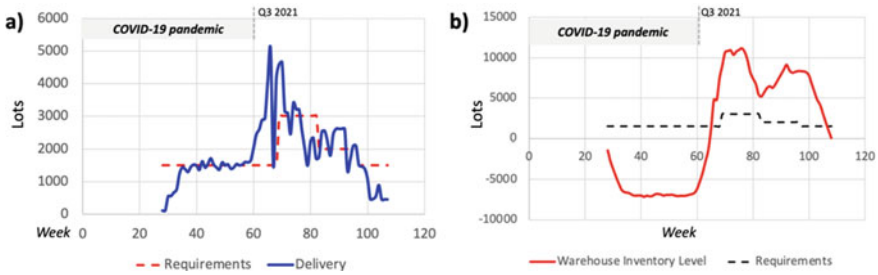 a)
Q3 2021
COVID-19 pandemic
6000
5000
4000
3000
2000
1000
0
Lots
0 20 40 60 80 100 120
Week
Requirements Delivery
b)
Q3 2021
COVID-19 pandemic
15000
10000
5000
0
-5000
-10000
Lots
0 20 40 60 80 100 120
Week
Warehouse Inventory Level Requirements